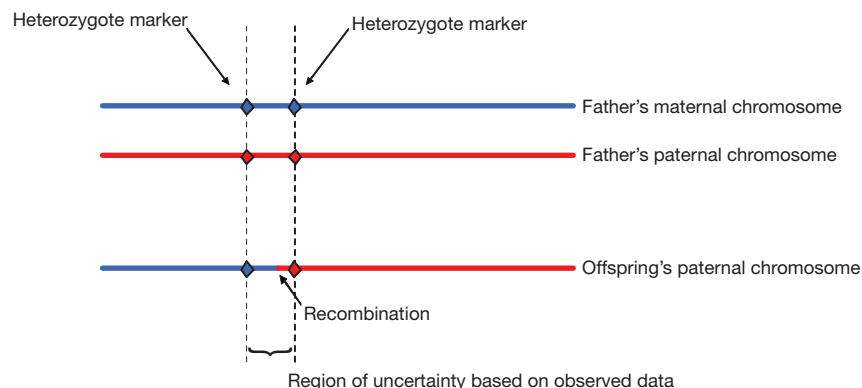 Heterozygote marker
Heterozygote marker
Father's maternal chromosome
Father's paternal chromosome
Offspring's paternal chromosome
Recombination
Region of uncertainty based on observed data